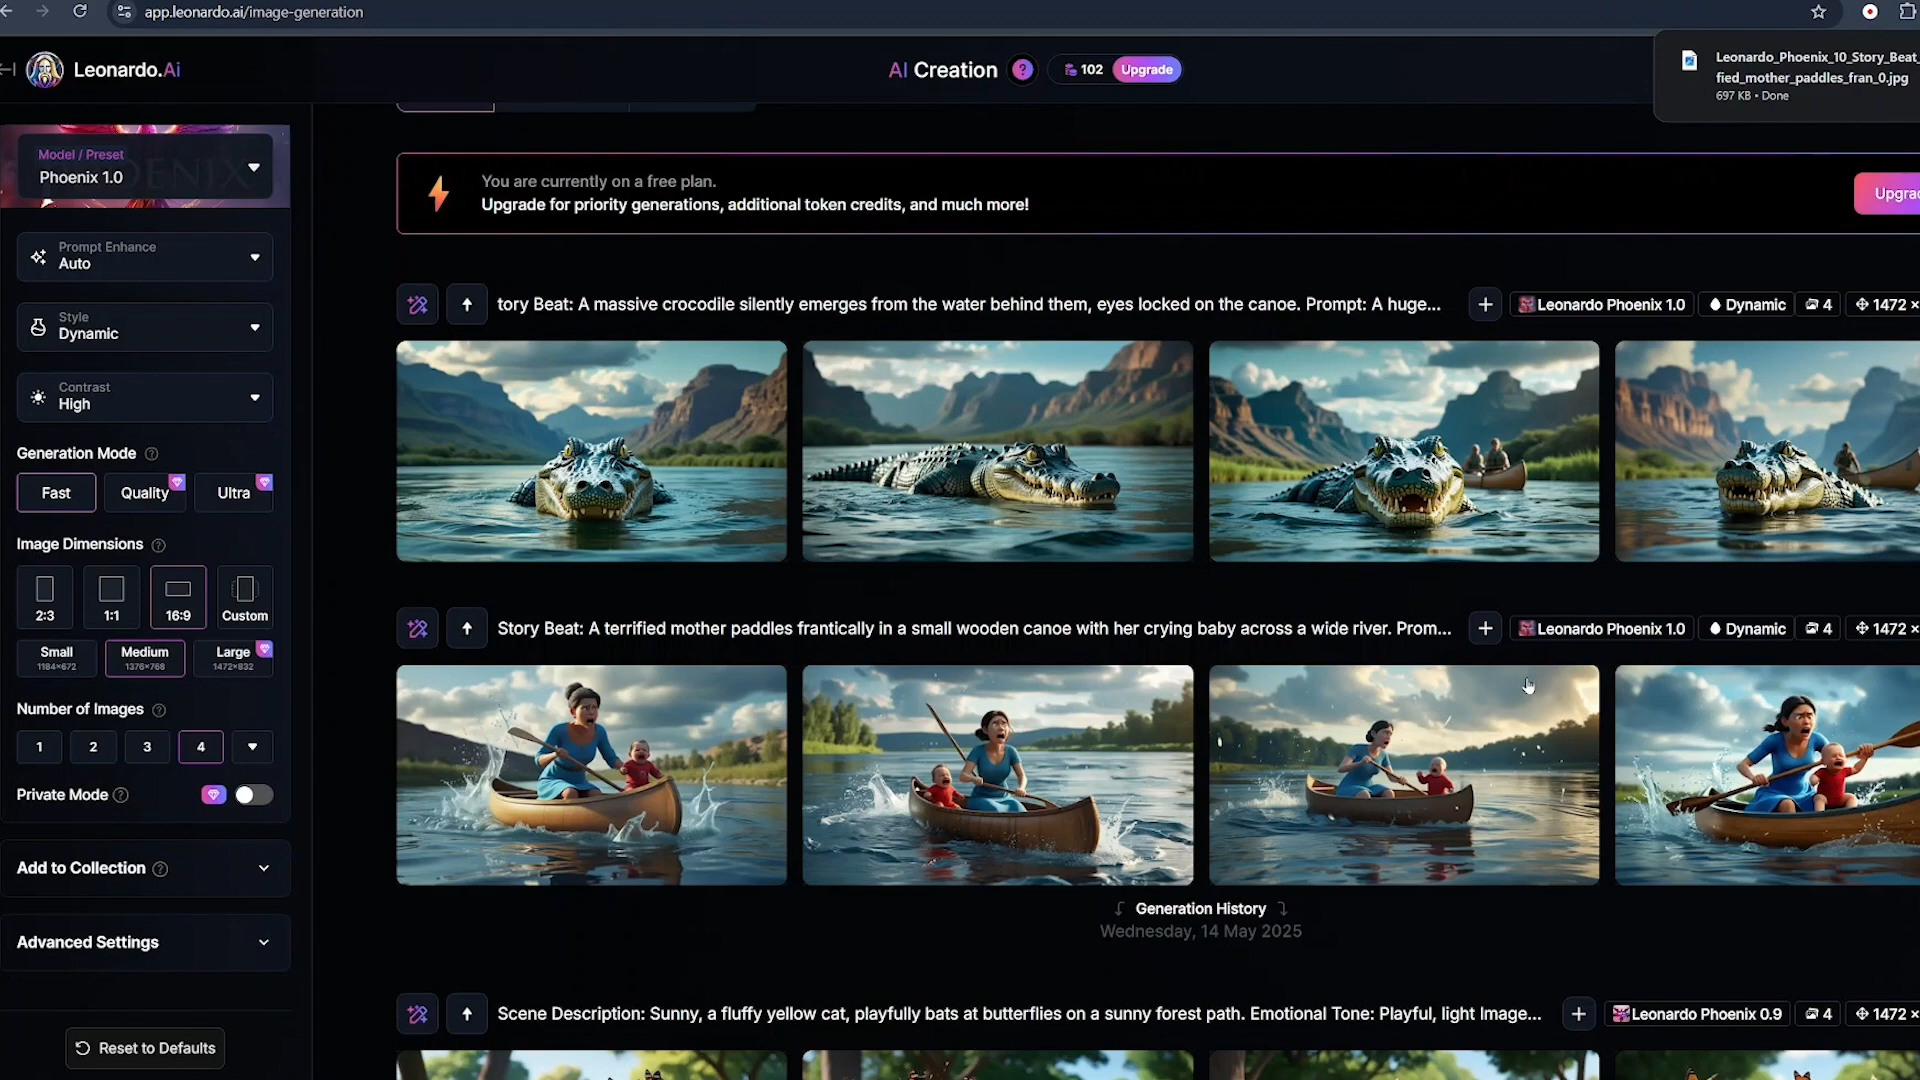 app.leonardo.ai/image-generation
Leonardo.Ai
AI Creation ? 102 Upgrade
Leonardo_Phoenix_10_Story_Beat_
fied_mother_paddles_fran_0.jpg
697 KB • Done
Model / Preset
Phoenix 1.0
You are currently on a free plan.
Upgrade for priority generations, additional token credits, and much more!
Upgrad
Prompt Enhance
Auto
Style
Dynamic
Contrast
High
Generation Mode ?
Fast Quality Ultra
Image Dimensions ?
2:3 1:1 16:9 Custom
Small Medium Large
1184×672 1376×768 1472×832
Number of Images ?
1 2 3 4
Private Mode ?
Add to Collection ?
Advanced Settings
Reset to Defaults
tory Beat: A massive crocodile silently emerges from the water behind them, eyes locked on the canoe. Prompt: A huge... + Leonardo Phoenix 1.0 Dynamic 4 1472 ×
Story Beat: A terrified mother paddles frantically in a small wooden canoe with her crying baby across a wide river. Prom... + Leonardo Phoenix 1.0 Dynamic 4 1472 ×
Generation History
Wednesday, 14 May 2025
Scene Description: Sunny, a fluffy yellow cat, playfully bats at butterflies on a sunny forest path. Emotional Tone: Playful, light Image... + Leonardo Phoenix 0.9 4 1472 ×